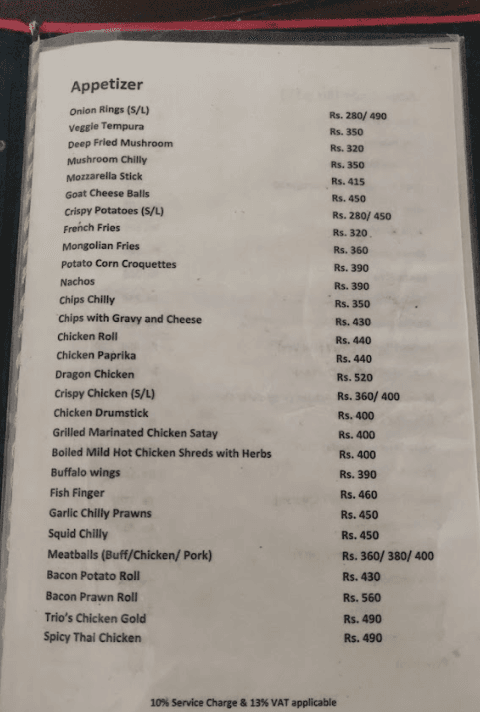 Appetizer
Onion Rings (S/L) Rs. 280/ 490
Veggie Tempura Rs. 350
Deep Fried Mushroom Rs. 320
Mushroom Chilly Rs. 350
Mozzarella Stick Rs. 415
Goat Cheese Balls Rs. 450
Crispy Potatoes (S/L) Rs. 280/ 450
French Fries Rs. 320
Mongolian Fries Rs. 360
Potato Corn Croquettes Rs. 390
Nachos Rs. 390
Chips Chilly Rs. 350
Chips with Gravy and Cheese Rs. 430
Chicken Roll Rs. 440
Chicken Paprika Rs. 440
Dragon Chicken Rs. 520
Crispy Chicken (S/L) Rs. 360/ 400
Chicken Drumstick Rs. 400
Grilled Marinated Chicken Satay Rs. 400
Boiled Mild Hot Chicken Shreds with Herbs Rs. 400
Buffalo wings Rs. 390
Fish Finger Rs. 460
Garlic Chilly Prawns Rs. 450
Squid Chilly Rs. 450
Meatballs (Buff/Chicken/ Pork) Rs. 360/ 380/ 400
Bacon Potato Roll Rs. 430
Bacon Prawn Roll Rs. 560
Trio's Chicken Gold Rs. 490
Spicy Thai Chicken Rs. 490
10% Service Charge & 13% VAT applicable